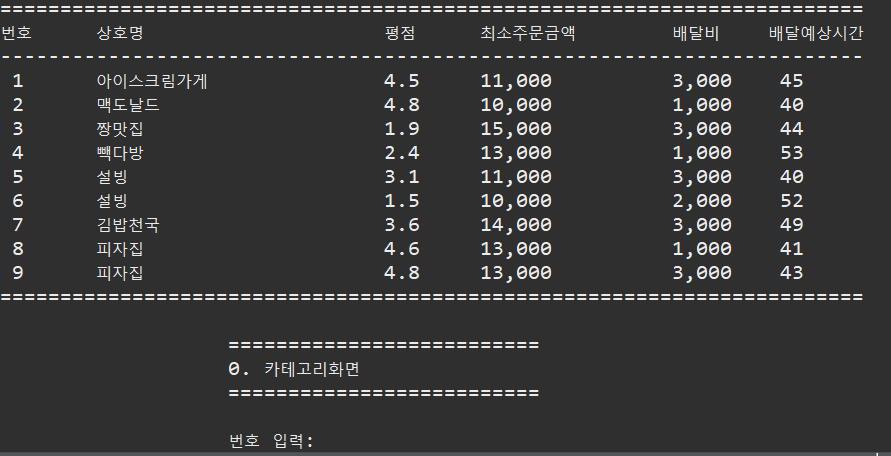 ========================================================================
번호 상호명 평점 최소주문금액 배달비 배달예상시간
------------------------------------------------------------------------
1 아이스크림가게 4.5 11,000 3,000 45
2 맥도날드 4.8 10,000 1,000 40
3 짱맛집 1.9 15,000 3,000 44
4 빽다방 2.4 13,000 1,000 53
5 설빙 3.1 11,000 3,000 40
6 설빙 1.5 10,000 2,000 52
7 김밥천국 3.6 14,000 3,000 49
8 피자집 4.6 13,000 1,000 41
9 피자집 4.8 13,000 3,000 43
========================================================================
==========================
0. 카테고리화면
==========================
번호 입력: